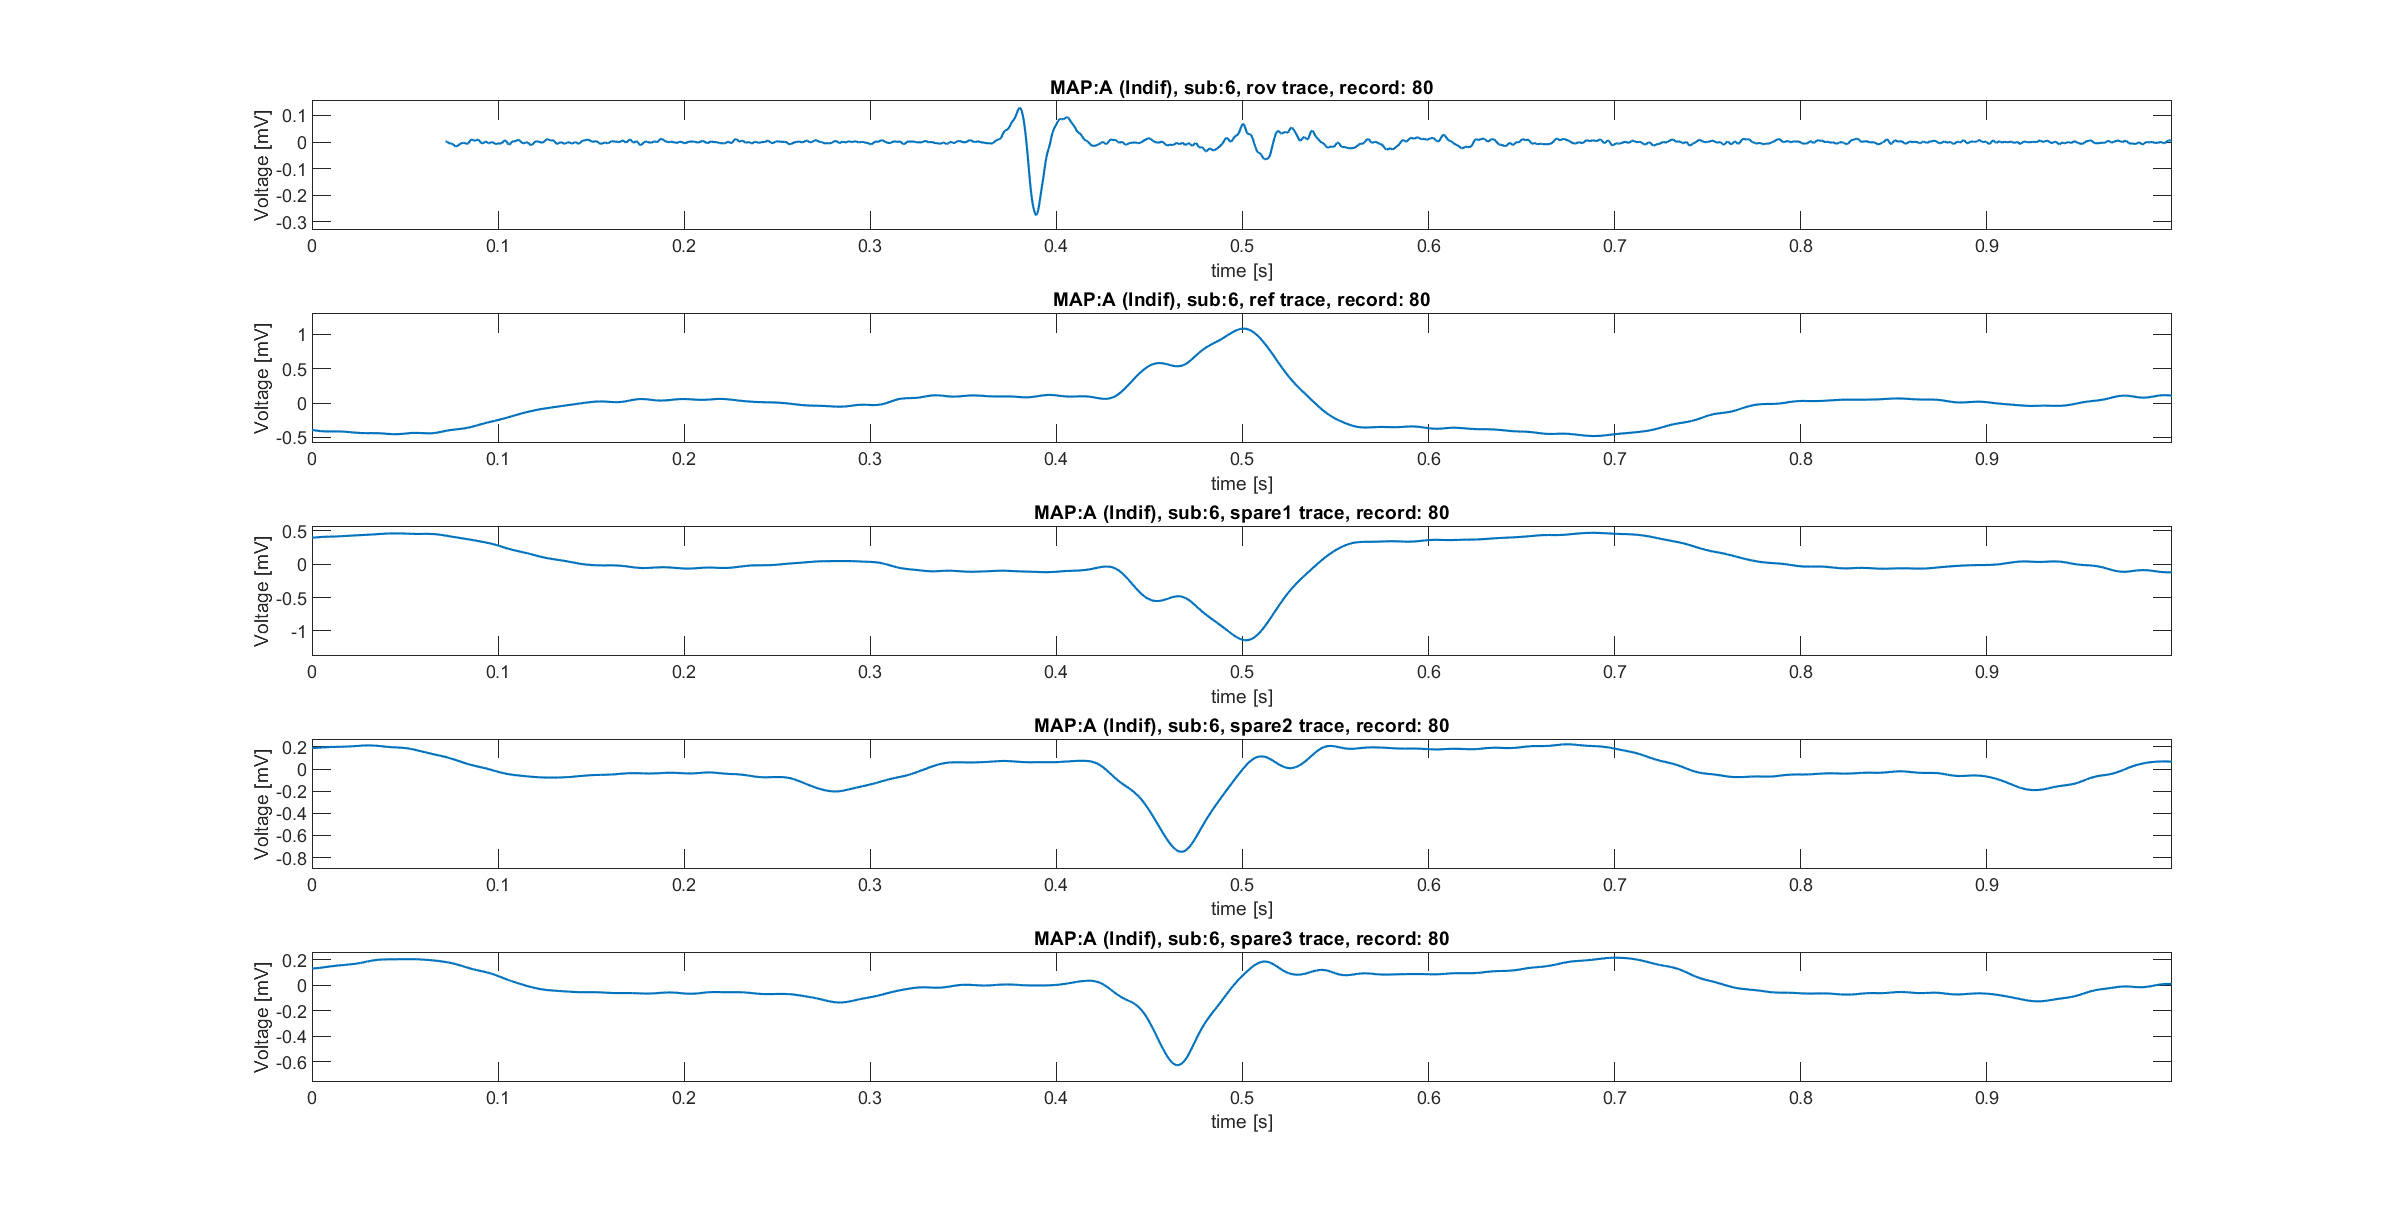 MAP:A (Indif), sub:6, rov trace, record: 80
Voltage [mV]
0.1
0
-0.1
-0.2
-0.3
0 0.1 0.2 0.3 0.4 0.5 0.6 0.7 0.8 0.9
time [s]
MAP:A (Indif), sub:6, ref trace, record: 80
Voltage [mV]
1
0.5
0
-0.5
0 0.1 0.2 0.3 0.4 0.5 0.6 0.7 0.8 0.9
time [s]
MAP:A (Indif), sub:6, spare1 trace, record: 80
Voltage [mV]
0.5
0
-0.5
-1
0 0.1 0.2 0.3 0.4 0.5 0.6 0.7 0.8 0.9
time [s]
MAP:A (Indif), sub:6, spare2 trace, record: 80
Voltage [mV]
0.2
0
-0.2
-0.4
-0.6
-0.8
0 0.1 0.2 0.3 0.4 0.5 0.6 0.7 0.8 0.9
time [s]
MAP:A (Indif), sub:6, spare3 trace, record: 80
Voltage [mV]
0.2
0
-0.2
-0.4
-0.6
0 0.1 0.2 0.3 0.4 0.5 0.6 0.7 0.8 0.9
time [s]